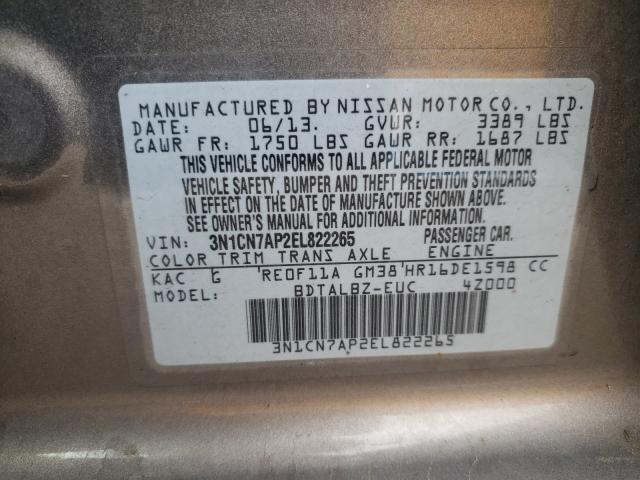 MANUFACTURED BY NISSAN MOTOR CO., LTD.
DATE: 06/13. GVWR: 3389 LBS
GAWR FR: 1750 LBS GAWR RR: 1687 LBS
THIS VEHICLE CONFORMS TO ALL APPLICABLE FEDERAL MOTOR
VEHICLE SAFETY, BUMPER AND THEFT PREVENTION STANDARDS
IN EFFECT ON THE DATE OF MANUFACTURE SHOWN ABOVE.
SEE OWNER'S MANUAL FOR ADDITIONAL INFORMATION.
VIN: 3N1CN7AP2EL822265 PASSENGER CAR.
COLOR TRIM TRANS AXLE ENGINE
KAC G 'RE0F11A GM38'HR16DE1598 CC
MODEL: BDTALBZ-EUC 4Z000
3N1CN7AP2EL822265